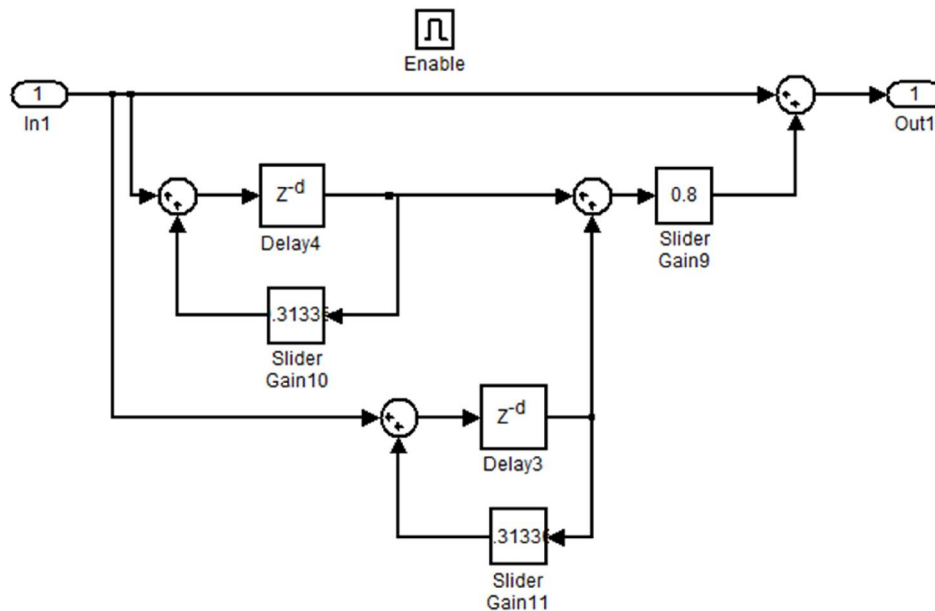 Enable
1
In1
1
Out1
z-d
Delay4
0.8
Slider
Gain9
.3133
Slider
Gain10
z-d
Delay3
.3133
Slider
Gain11